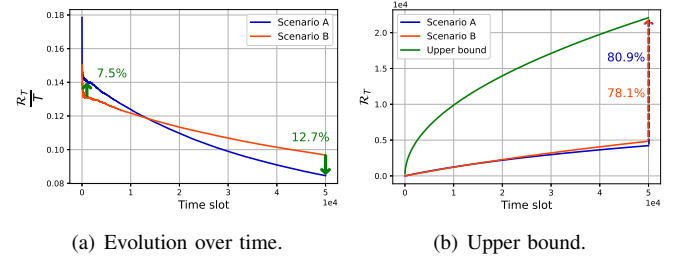 0.18
0.16
0.14
0.12
0.10
0.08
R_T
T
7.5%
12.7%
Scenario A
Scenario B
0 1 2 3 4 5
1e4
Time slot
(a) Evolution over time.
1e4
2.0
1.5
1.0
0.5
0.0
R_T
Scenario A
Scenario B
Upper bound
80.9%
78.1%
0 1 2 3 4 5
1e4
Time slot
(b) Upper bound.